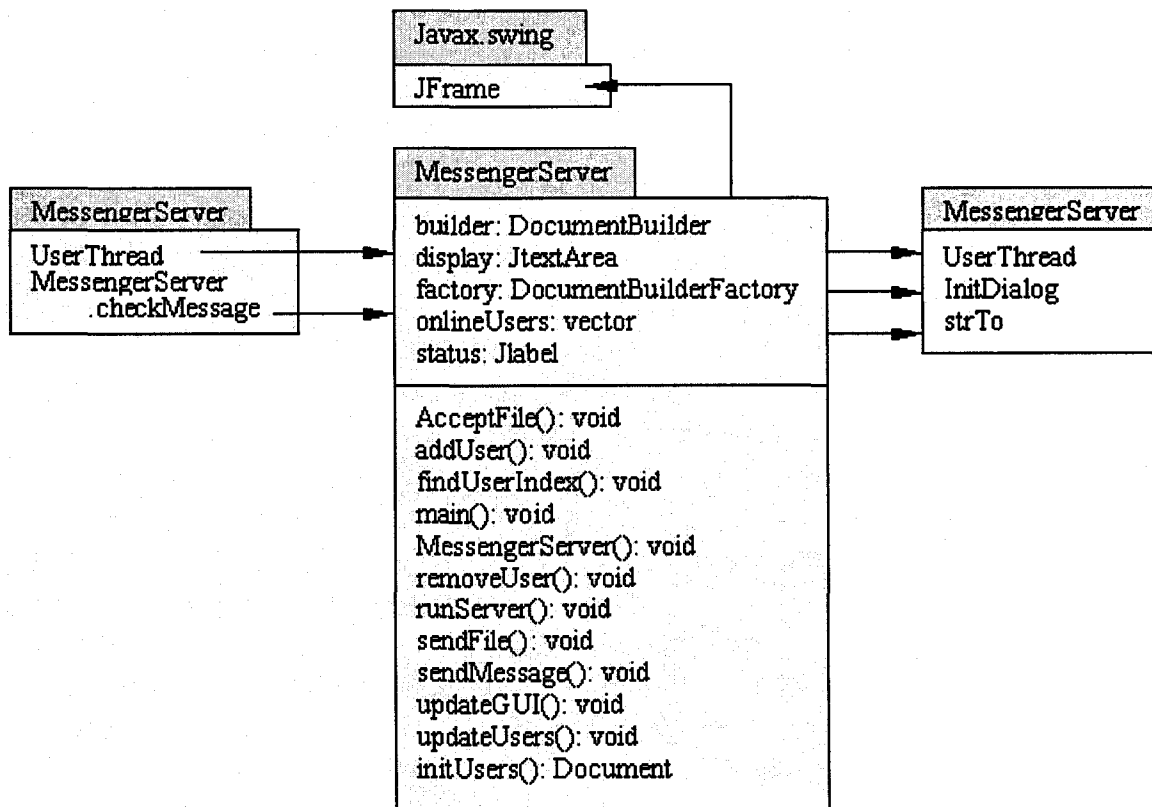 Javax.swing
JFrame
MessengerServer
UserThread
MessengerServer
.checkMessage
MessengerServer
builder: DocumentBuilder
display: JtextArea
factory: DocumentBuilderFactory
onlineUsers: vector
status: Jlabel
AcceptFile(): void
addUser(): void
findUserIndex(): void
main(): void
MessengerServer(): void
removeUser(): void
runServer(): void
sendFile(): void
sendMessage(): void
updateGUI(): void
updateUsers(): void
initUsers(): Document
MessengerServer
UserThread
InitDialog
strTo